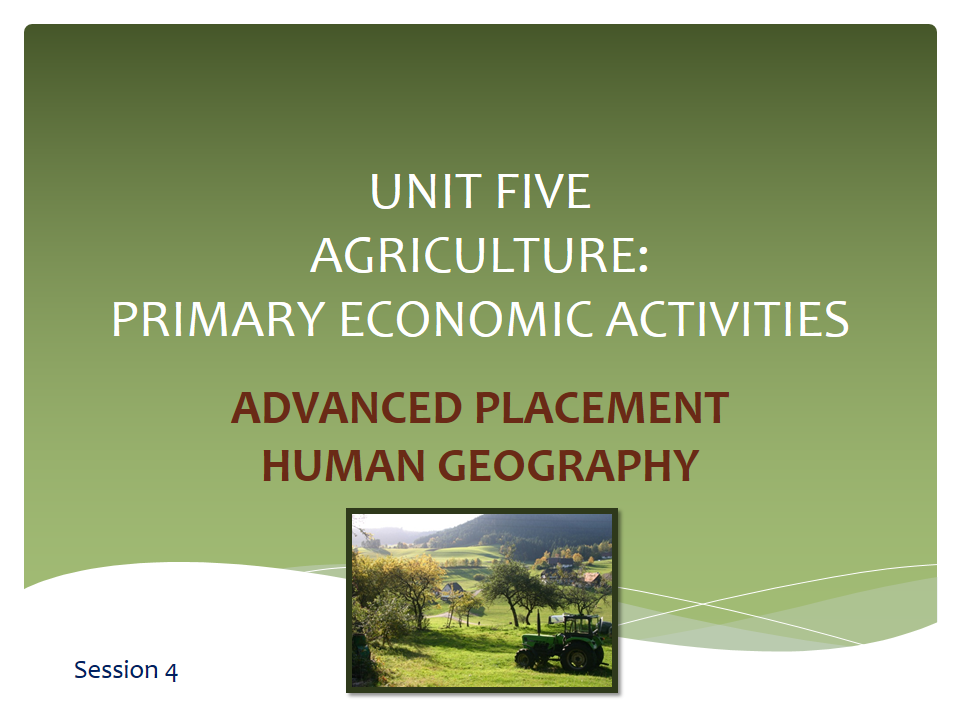 UNIT FIVE
AGRICULTURE:
PRIMARY ECONOMIC ACTIVITIES
ADVANCED PLACEMENT
HUMAN GEOGRAPHY
Session 4